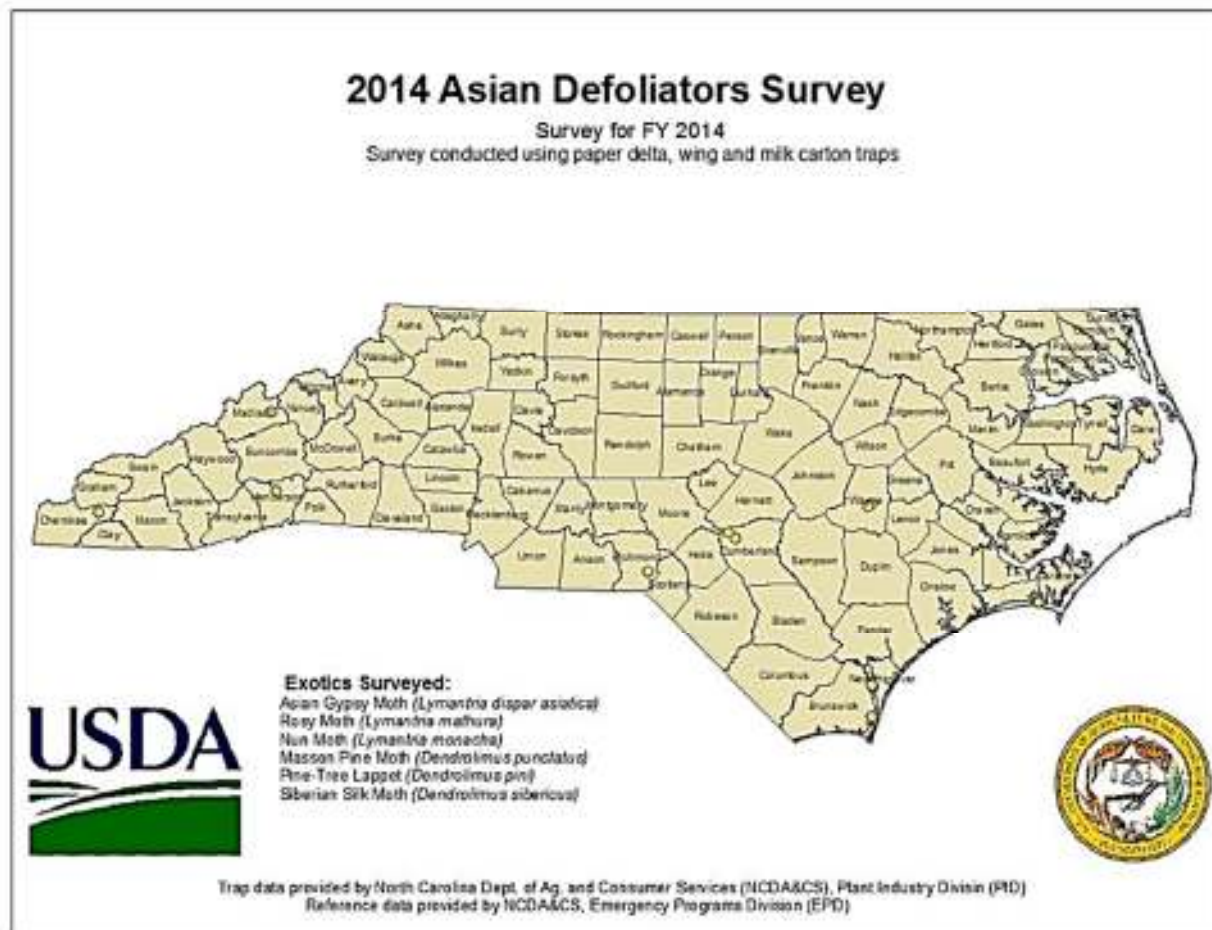 2014 Asian Defoliators Survey
Survey for FY 2014
Survey conducted using paper delta, wing and milk carton traps
Ashe
Surry
Stokes
Rockingham
Caswell
Person
Granville
Vance
Warren
Northampton
Gates
Halifax
Hertford
Watauga
Wilkes
Yadkin
Forsyth
Guilford
Alamance
Orange
Durham
Franklin
Bertie
Avery
Caldwell
Alexander
Iredell
Davie
Davidson
Randolph
Chatham
Wake
Nash
Edgecombe
Martin
Washington
Tyrrell
Dare
Madison
Yancey
McDowell
Burke
Catawba
Rowan
Johnston
Wilson
Pitt
Beaufort
Hyde
Swain
Haywood
Buncombe
Rutherford
Lincoln
Cabarrus
Lee
Harnett
Wayne
Greene
Graham
Jackson
Henderson
Polk
Cleveland
Gaston
Mecklenburg
Stanly
Montgomery
Moore
Lenoir
Craven
Cherokee
Clay
Macon
Transylvania
Union
Anson
Richmond
Hoke
Cumberland
Sampson
Duplin
Jones
Scotland
Onslow
Robeson
Bladen
Pender
Columbus
Brunswick
New Hanover
Exotics Surveyed:
Asian Gypsy Moth (Lymantria dispar asiatica)
Rosy Moth (Lymantria mathura)
Nun Moth (Lymantria monacha)
Masson Pine Moth (Dendrolimus punctatus)
Pine-Tree Lappet (Dendrolimus pini)
Siberian Silk Moth (Dendrolimus sibericus)
USDA
Trap data provided by North Carolina Dept. of Ag. and Consumer Services (NCDA&CS), Plant Industry Divisin (PID)
Reference data provided by NCDA&CS, Emergency Programs Division (EPD)